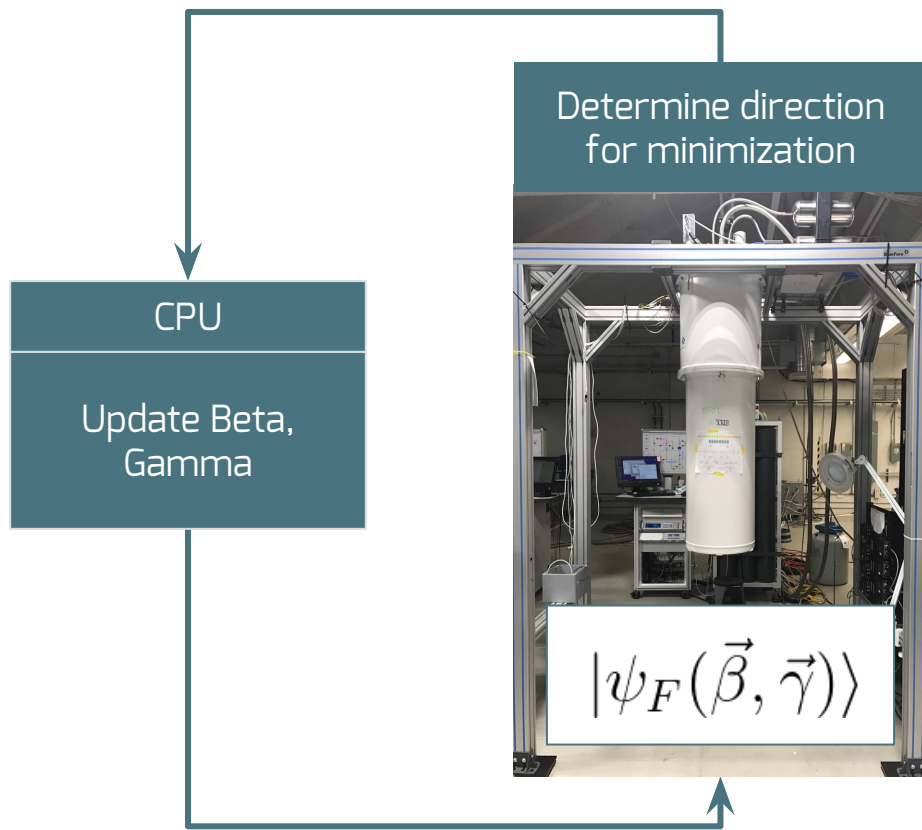 Determine direction
for minimization
CPU
Update Beta,
Gamma
|ψ_F(β⃗, γ⃗)⟩